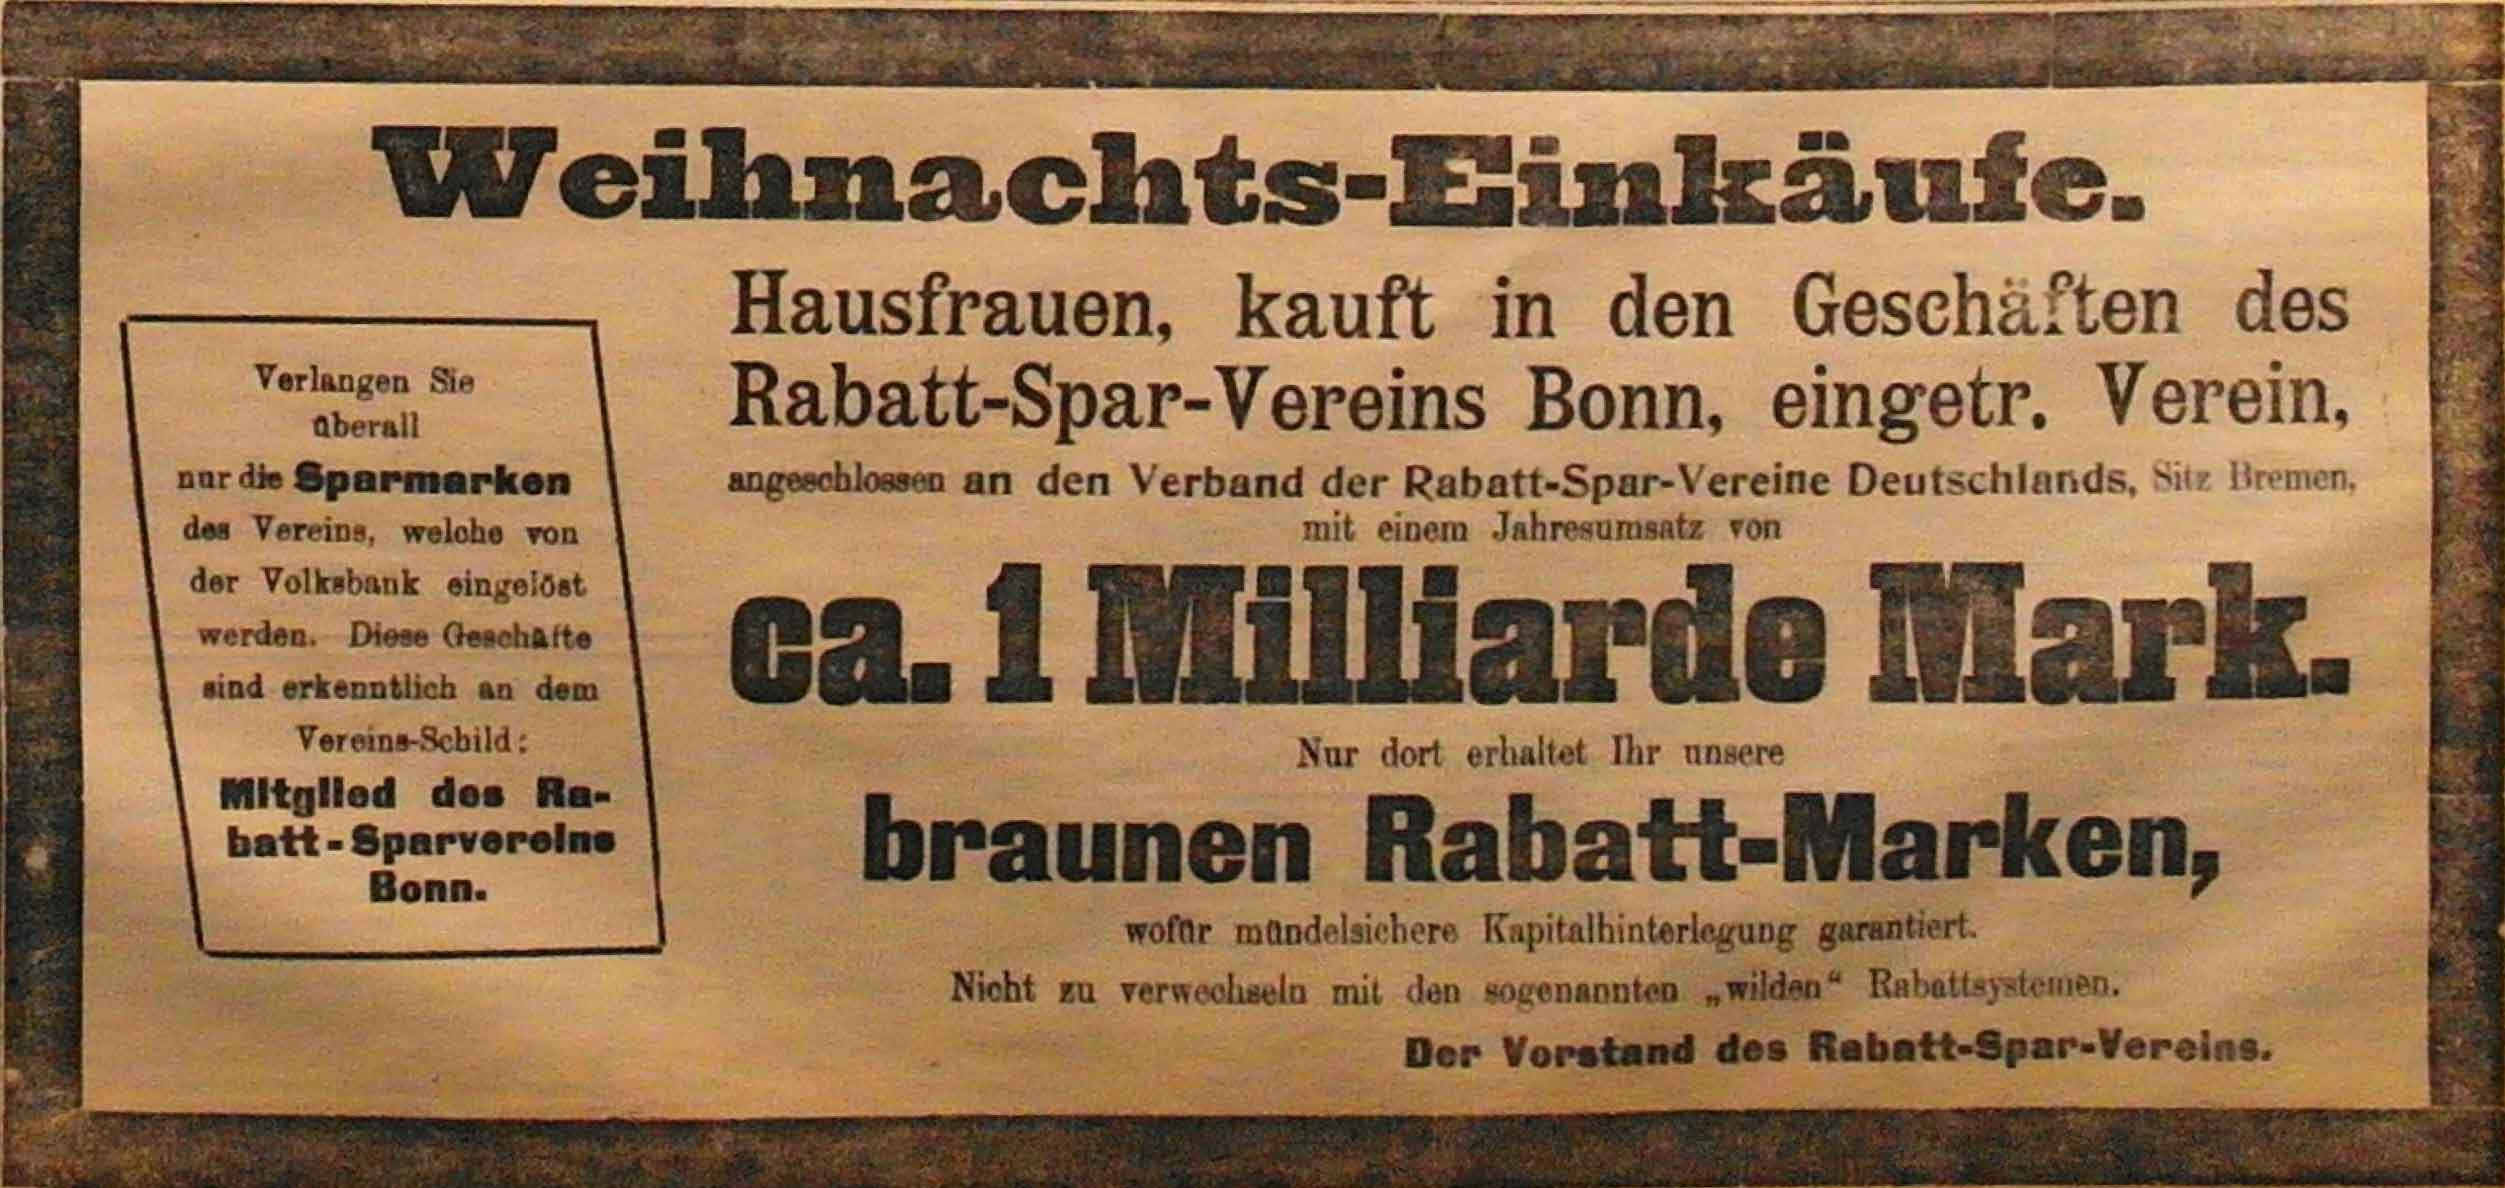 Weihnachts-Einkäufe.
Verlangen Sie
überall
nur die Sparmarken
des Vereins, welche von
der Volksbank eingelöst
werden. Diese Geschäfte
sind erkenntlich an dem
Vereins-Schild:
Mitglied des Ra-
batt-Sparvereins
Bonn.
Hausfrauen, kauft in den Geschäften des
Rabatt-Spar-Vereins Bonn, eingetr. Verein,
angeschlossen an den Verband der Rabatt-Spar-Vereine Deutschlands, Sitz Bremen,
mit einem Jahresumsatz von
ca. 1 Milliarde Mark.
Nur dort erhaltet Ihr unsere
braunen Rabatt-Marken,
wofür mündelsichere Kapitalhinterlegung garantiert.
Nicht zu verwechseln mit den sogenannten „wilden“ Rabattsystemen.
Der Vorstand des Rabatt-Spar-Vereins.